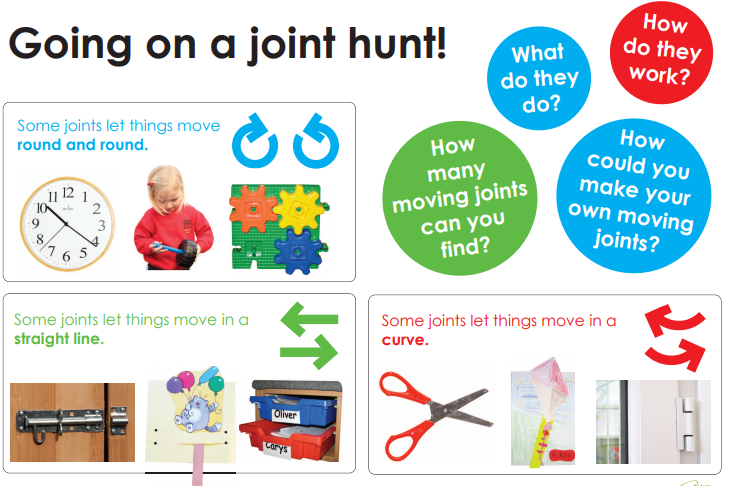 Going on a joint hunt!
What
do they
do?
How
do they
work?
Some joints let things move
round and round.
12
11
1
10
2
9
3
8
4
7
6
5
How
many
moving joints
can you
find?
How
could you
make your
own moving
joints?
Some joints let things move in a
straight line.
Oliver
Carys
Some joints let things move in a
curve.